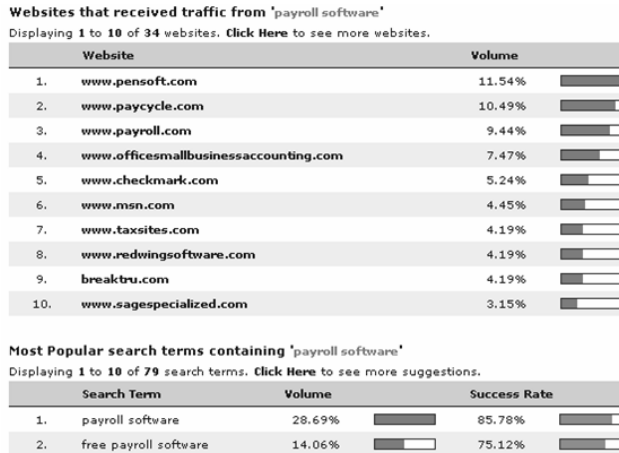 Websites that received traffic from 'payroll software'
Displaying 1 to 10 of 34 websites. Click Here to see more websites.
Website Volume
1. www.pensoft.com 11.54%
2. www.paycycle.com 10.49%
3. www.payroll.com 9.44%
4. www.officesmallbusinessaccounting.com 7.47%
5. www.checkmark.com 5.24%
6. www.msn.com 4.45%
7. www.taxsites.com 4.19%
8. www.redwingsoftware.com 4.19%
9. breaktru.com 4.19%
10. www.sagespecialized.com 3.15%
Most Popular search terms containing 'payroll software'
Displaying 1 to 10 of 79 search terms. Click Here to see more suggestions.
Search Term Volume Success Rate
1. payroll software 28.69% 85.78%
2. free payroll software 14.06% 75.12%